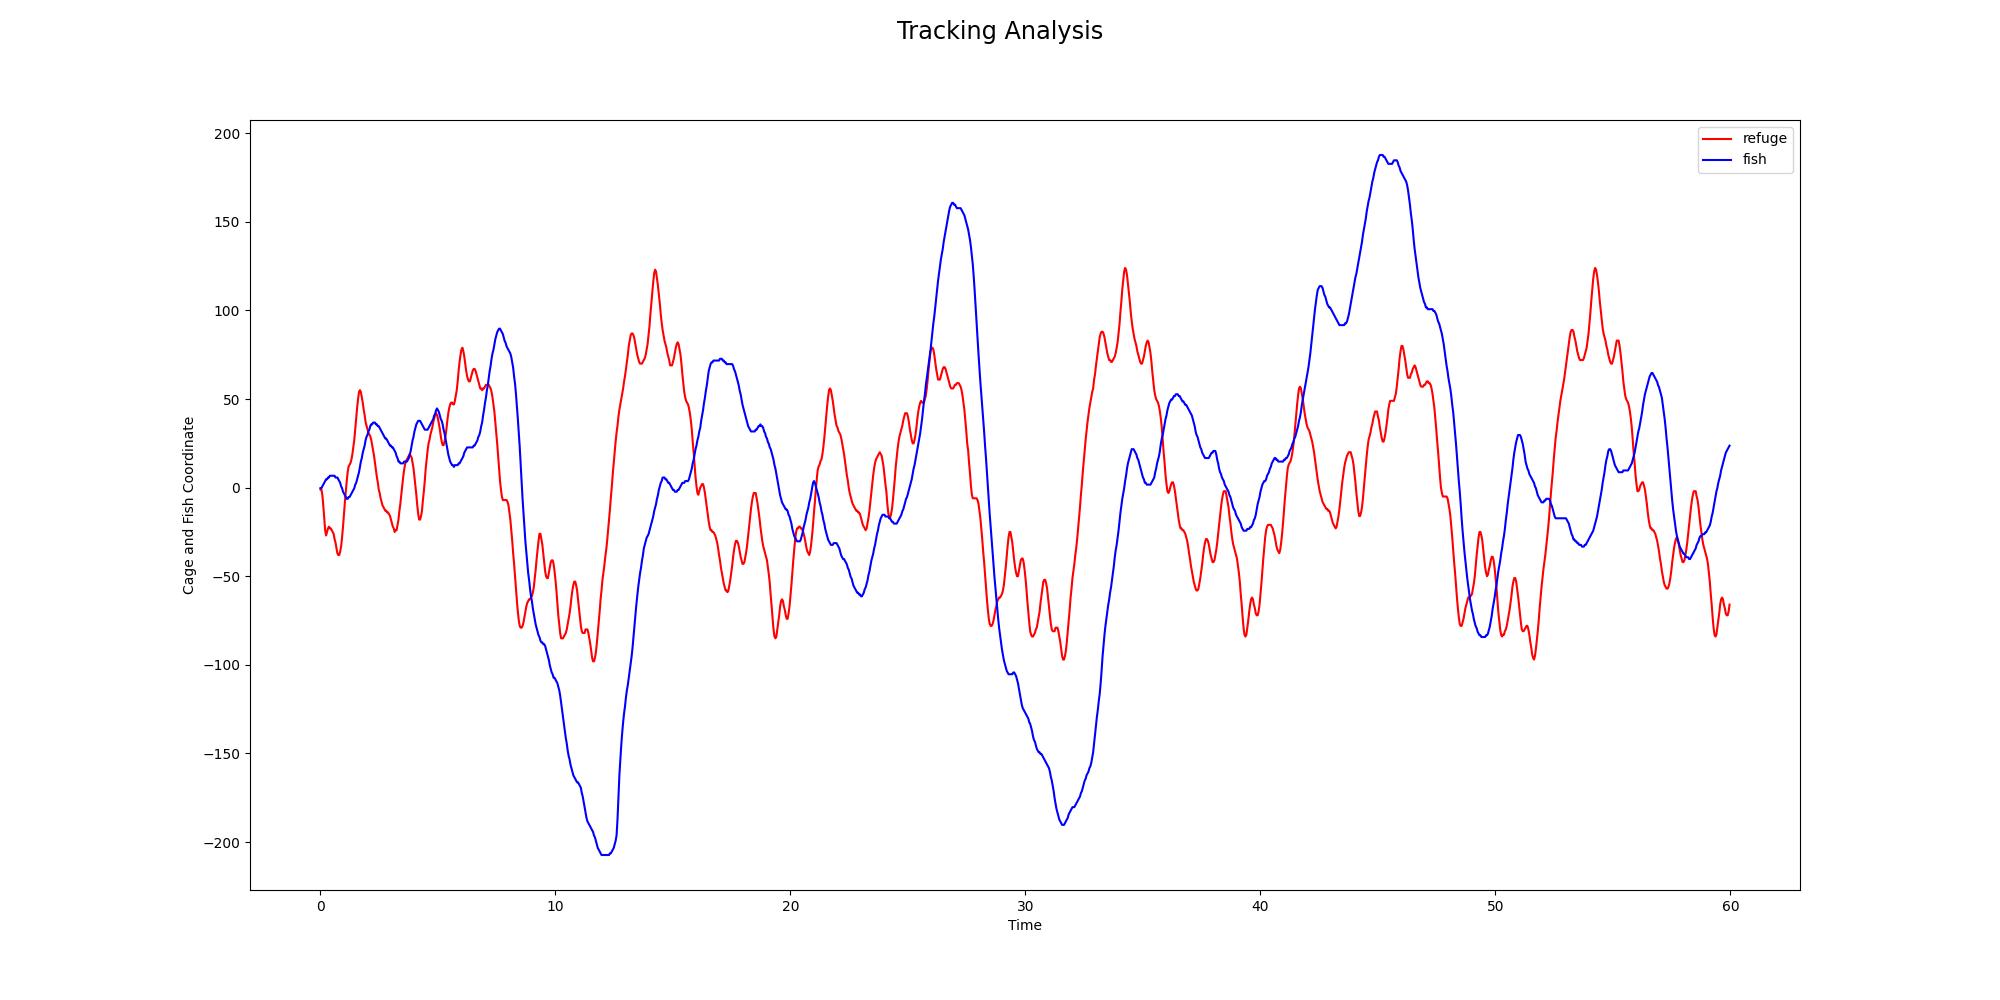 Tracking Analysis
refuge
fish
200
150
100
50
0
−50
−100
−150
−200
Cage and Fish Coordinate
0 10 20 30 40 50 60
Time